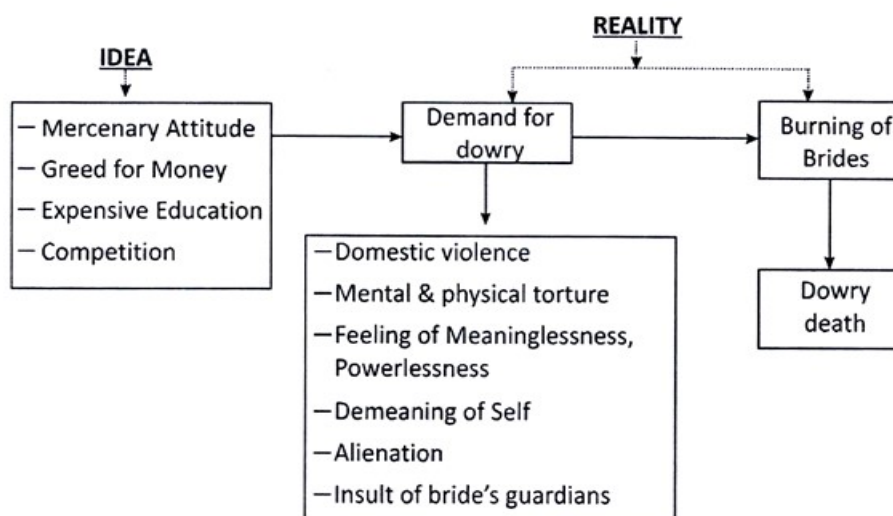 REALITY
IDEA
— Mercenary Attitude
— Greed for Money
— Expensive Education
— Competition
Demand for
dowry
Burning of
Brides
— Domestic violence
— Mental & physical torture
— Feeling of Meaninglessness,
Powerlessness
— Demeaning of Self
— Alienation
— Insult of bride's guardians
Dowry
death